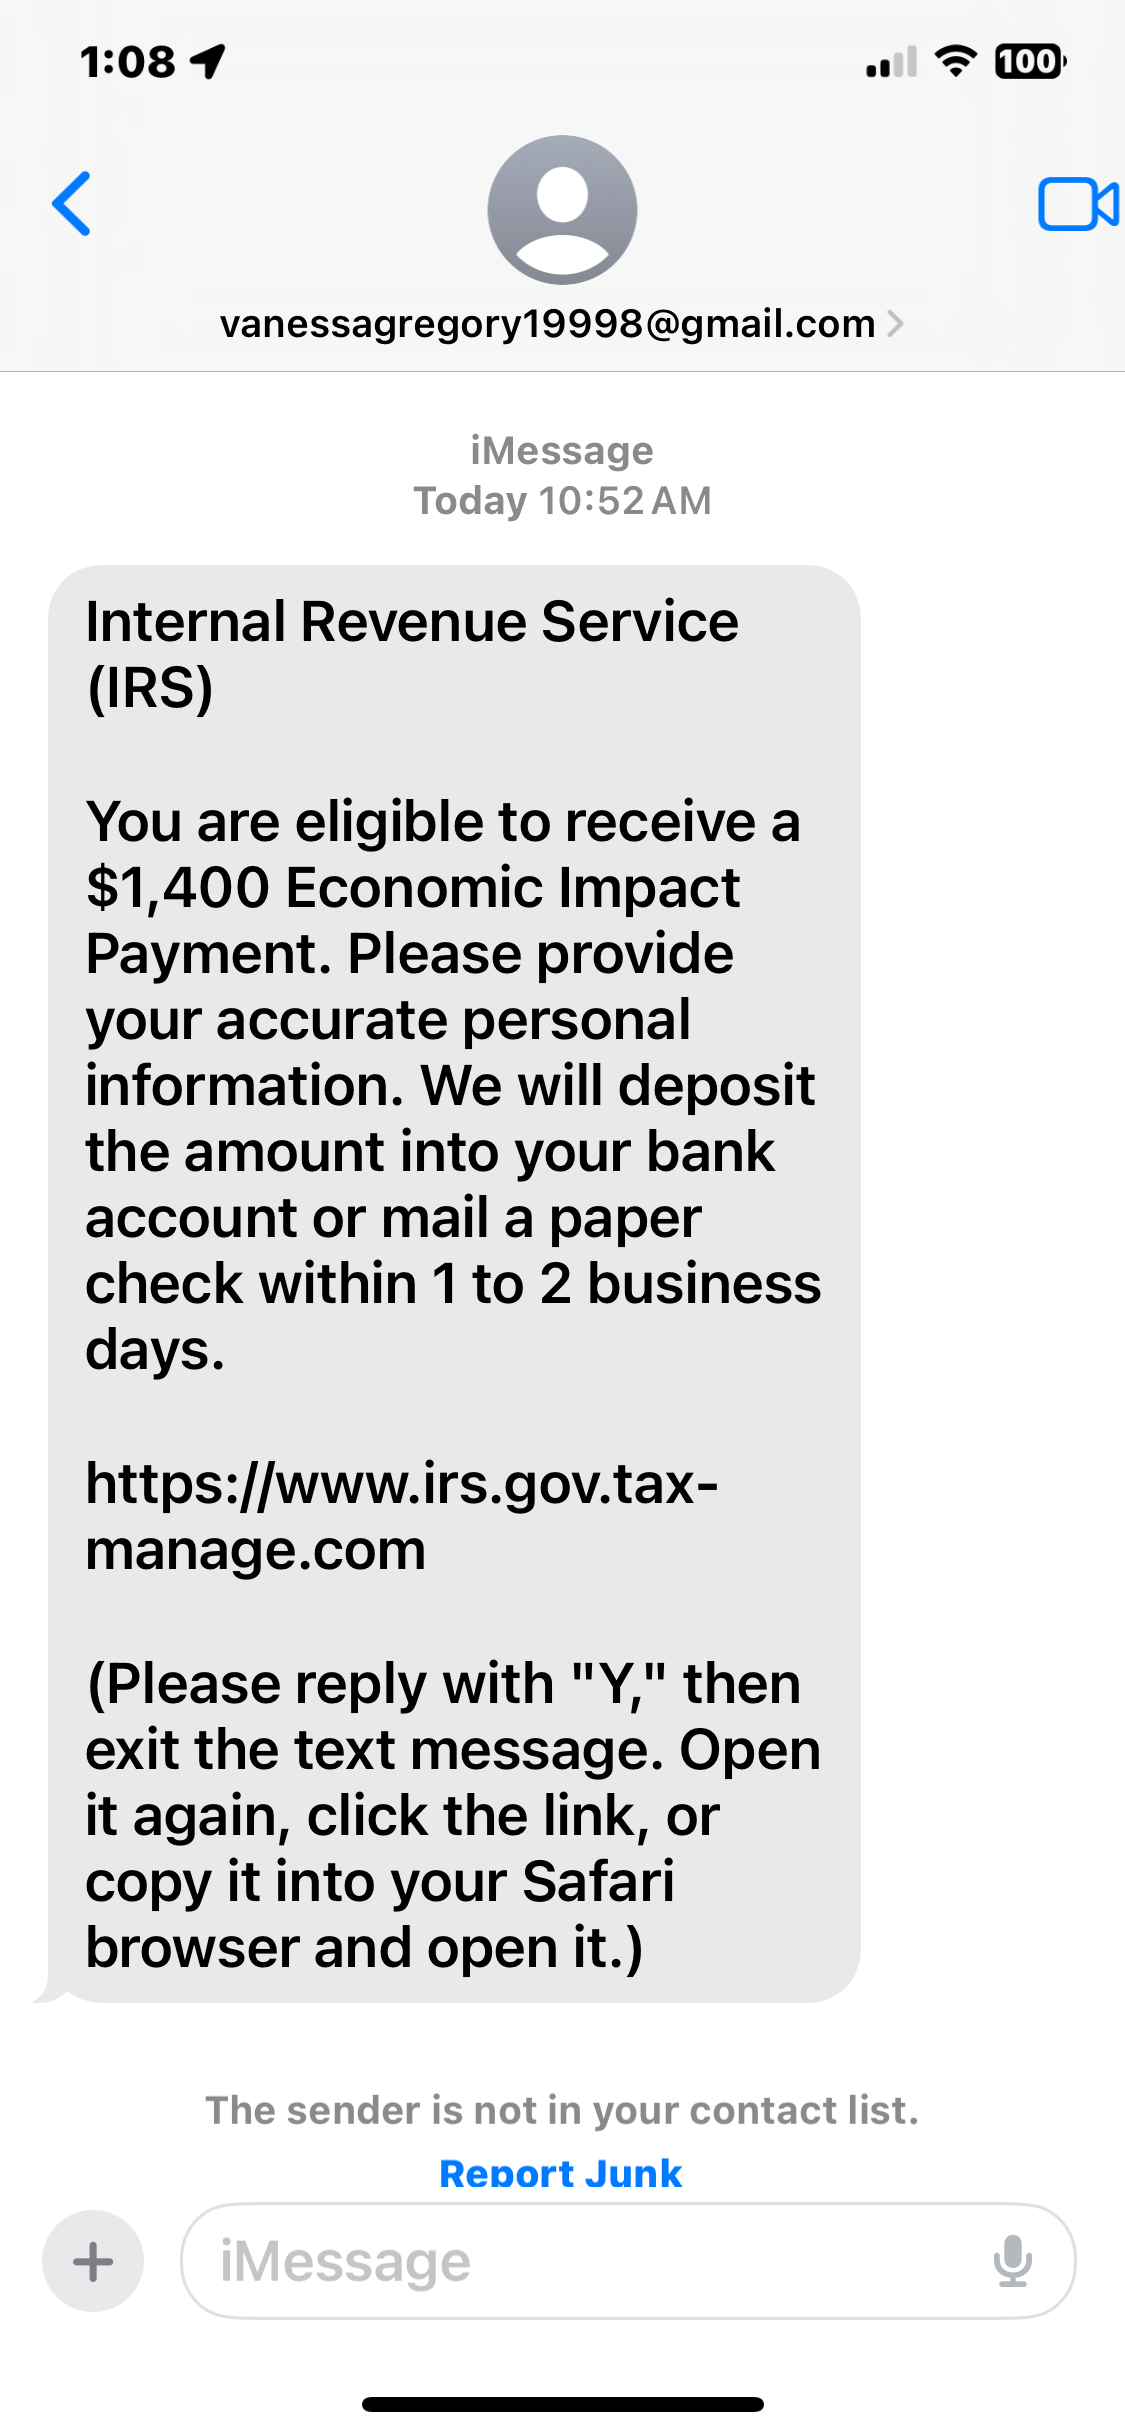 1:08
100
vanessagregory19998@gmail.com
iMessage
Today 10:52 AM
Internal Revenue Service
(IRS)
You are eligible to receive a
$1,400 Economic Impact
Payment. Please provide
your accurate personal
information. We will deposit
the amount into your bank
account or mail a paper
check within 1 to 2 business
days.
https://www.irs.gov.tax-
manage.com
(Please reply with "Y," then
exit the text message. Open
it again, click the link, or
copy it into your Safari
browser and open it.)
The sender is not in your contact list.
Report Junk
iMessage